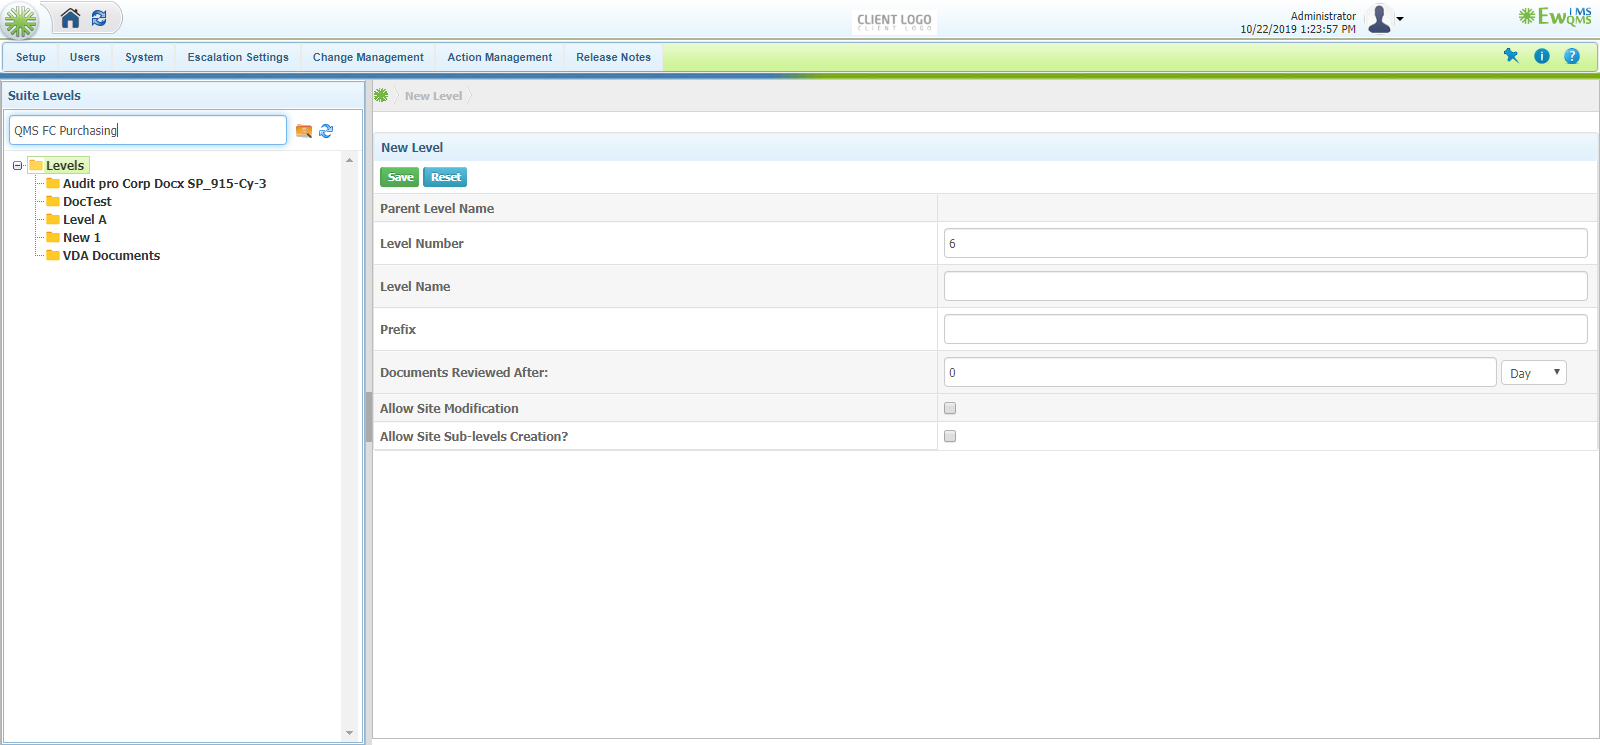 CLIENT LOGO
CLIENT LOGO
Administrator
10/22/2019 1:23:57 PM
EwQMS LMS
Setup Users System Escalation Settings Change Management Action Management Release Notes
Suite Levels
QMS FC Purchasing
Levels
Audit pro Corp Docx SP_915-Cy-3
DocTest
Level A
New 1
VDA Documents
New Level
New Level
Save Reset
Parent Level Name
Level Number 6
Level Name
Prefix
Documents Reviewed After: 0 Day
Allow Site Modification
Allow Site Sub-levels Creation?